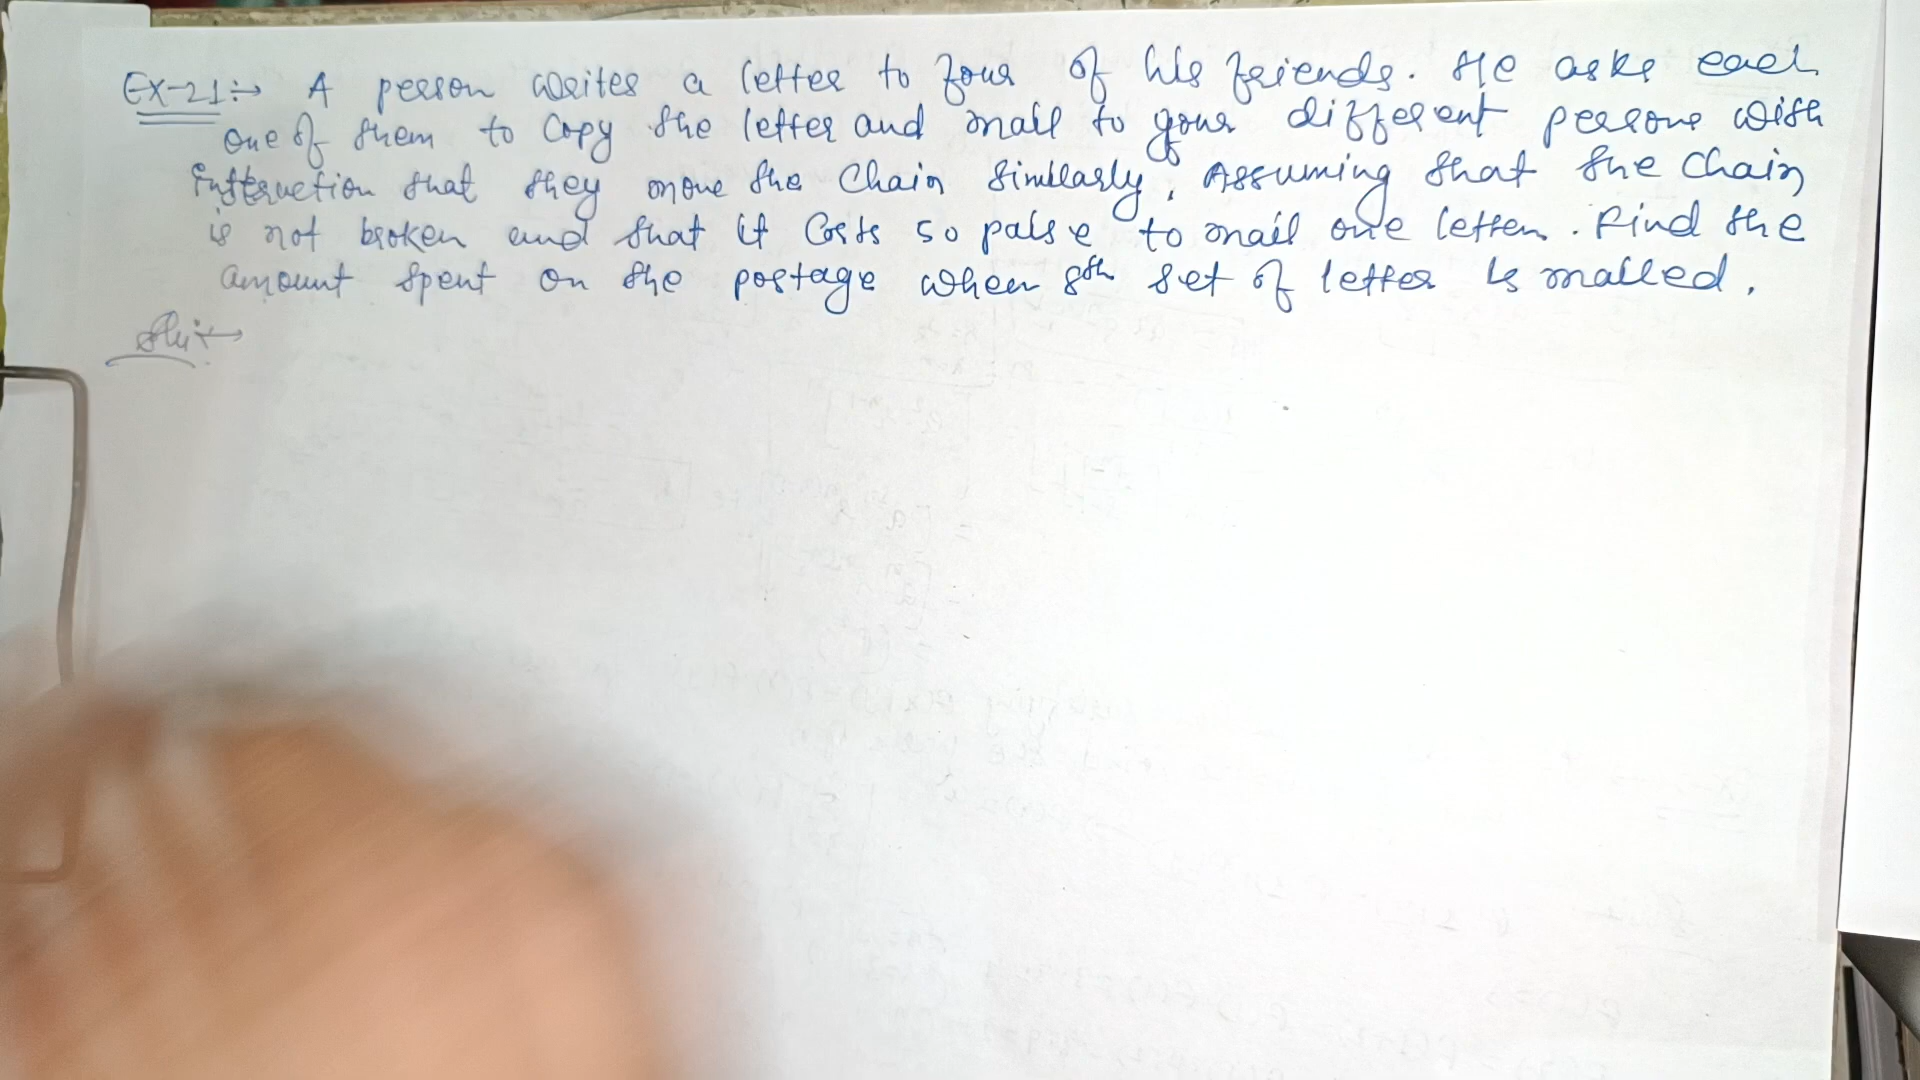 Ex-21:→ A person writes a letter to four of his friends. He asks each
one of them to copy the letter and mail to four different persons with
instruction that they move the chain similarly. Assuming that the chain
is not broken and that it costs 50 paise to mail one letter. Find the
amount spent on the postage when 8th set of letter is mailed.
Slu:→